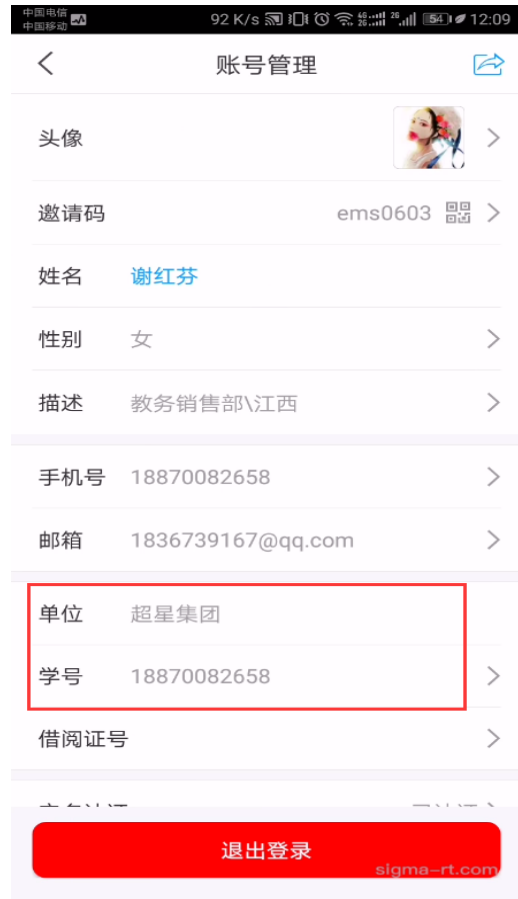 中国电信
中国移动
92 K/s 4G 2G 2G 54 12:09
账号管理
头像
邀请码 ems0603
姓名 谢红芬
性别 女
描述 教务销售部\江西
手机号 18870082658
邮箱 1836739167@qq.com
单位 超星集团
学号 18870082658
借阅证号
退出登录
sigma-rt.com